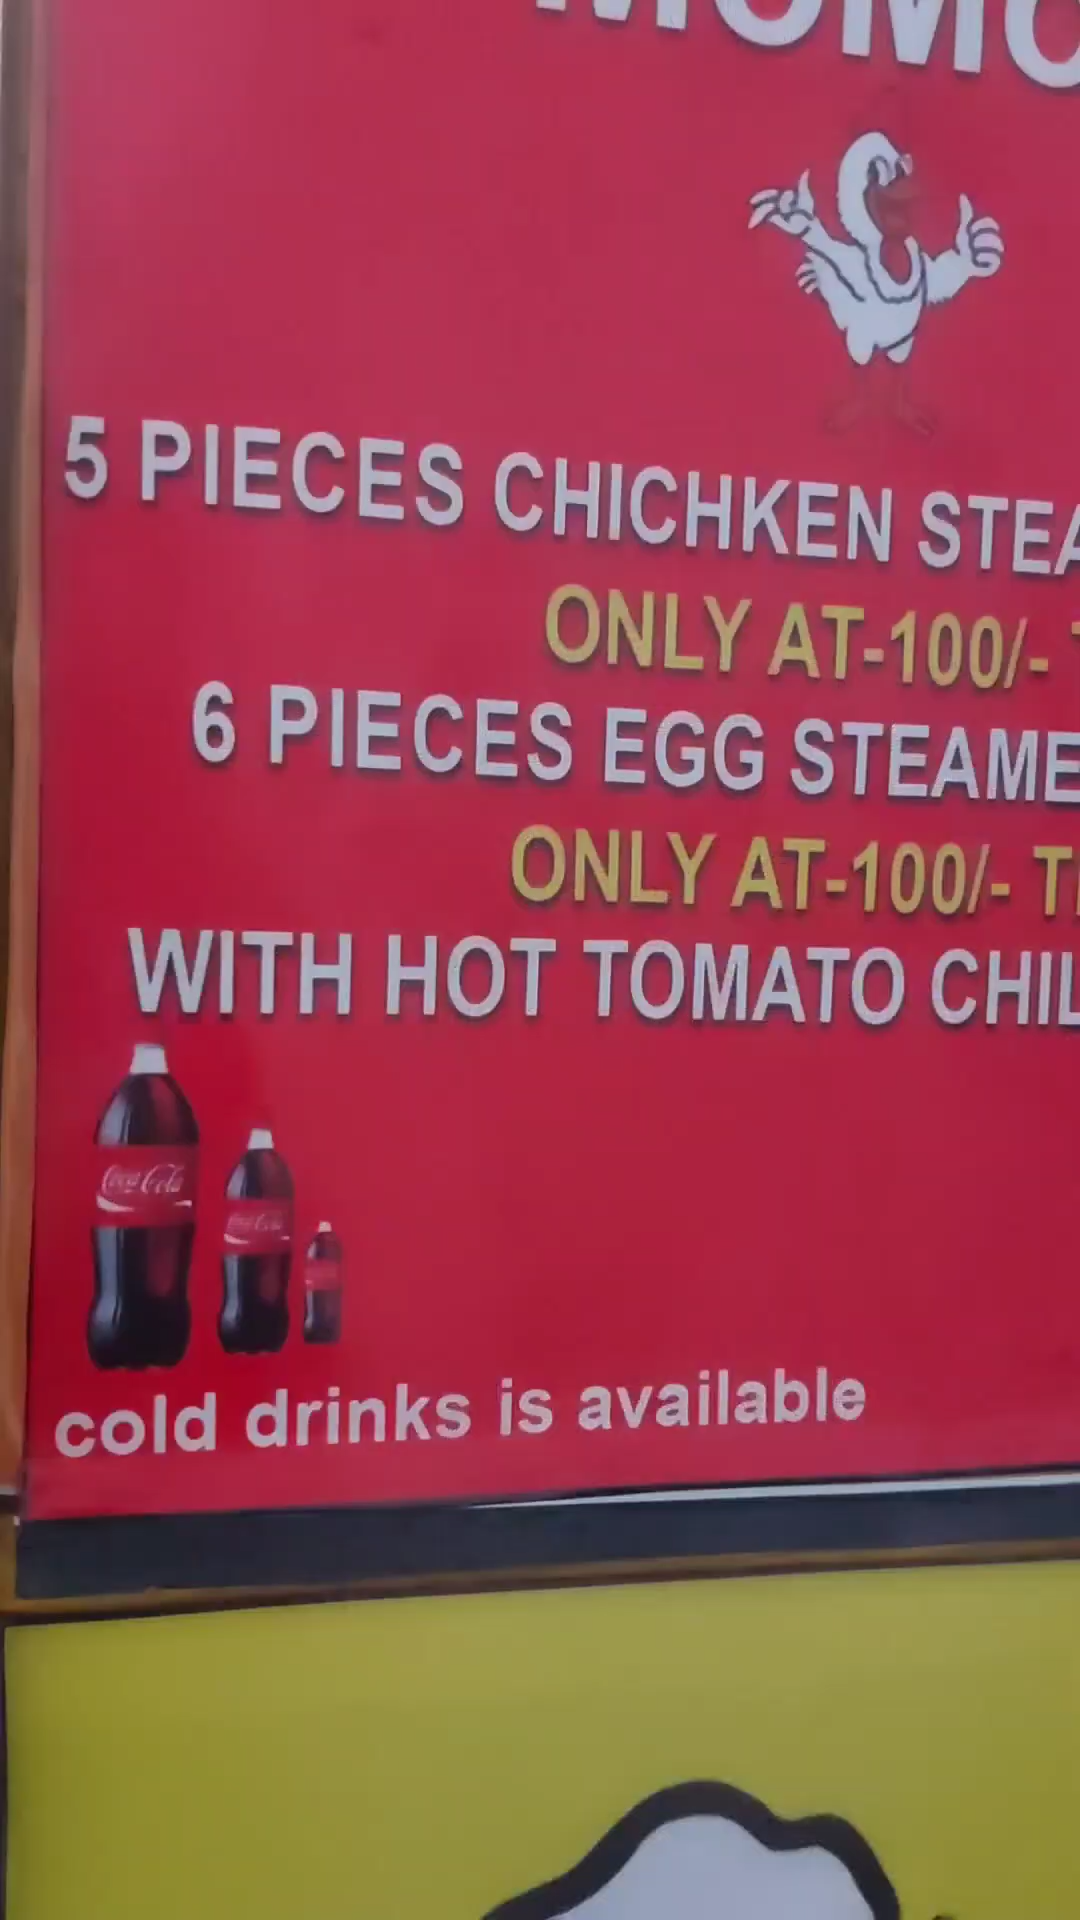 MOMO
5 PIECES CHICHKEN STEA
ONLY AT-100/-
6 PIECES EGG STEAME
ONLY AT-100/- T
WITH HOT TOMATO CHIL
Coca-Cola
Coca-Cola
cold drinks is available